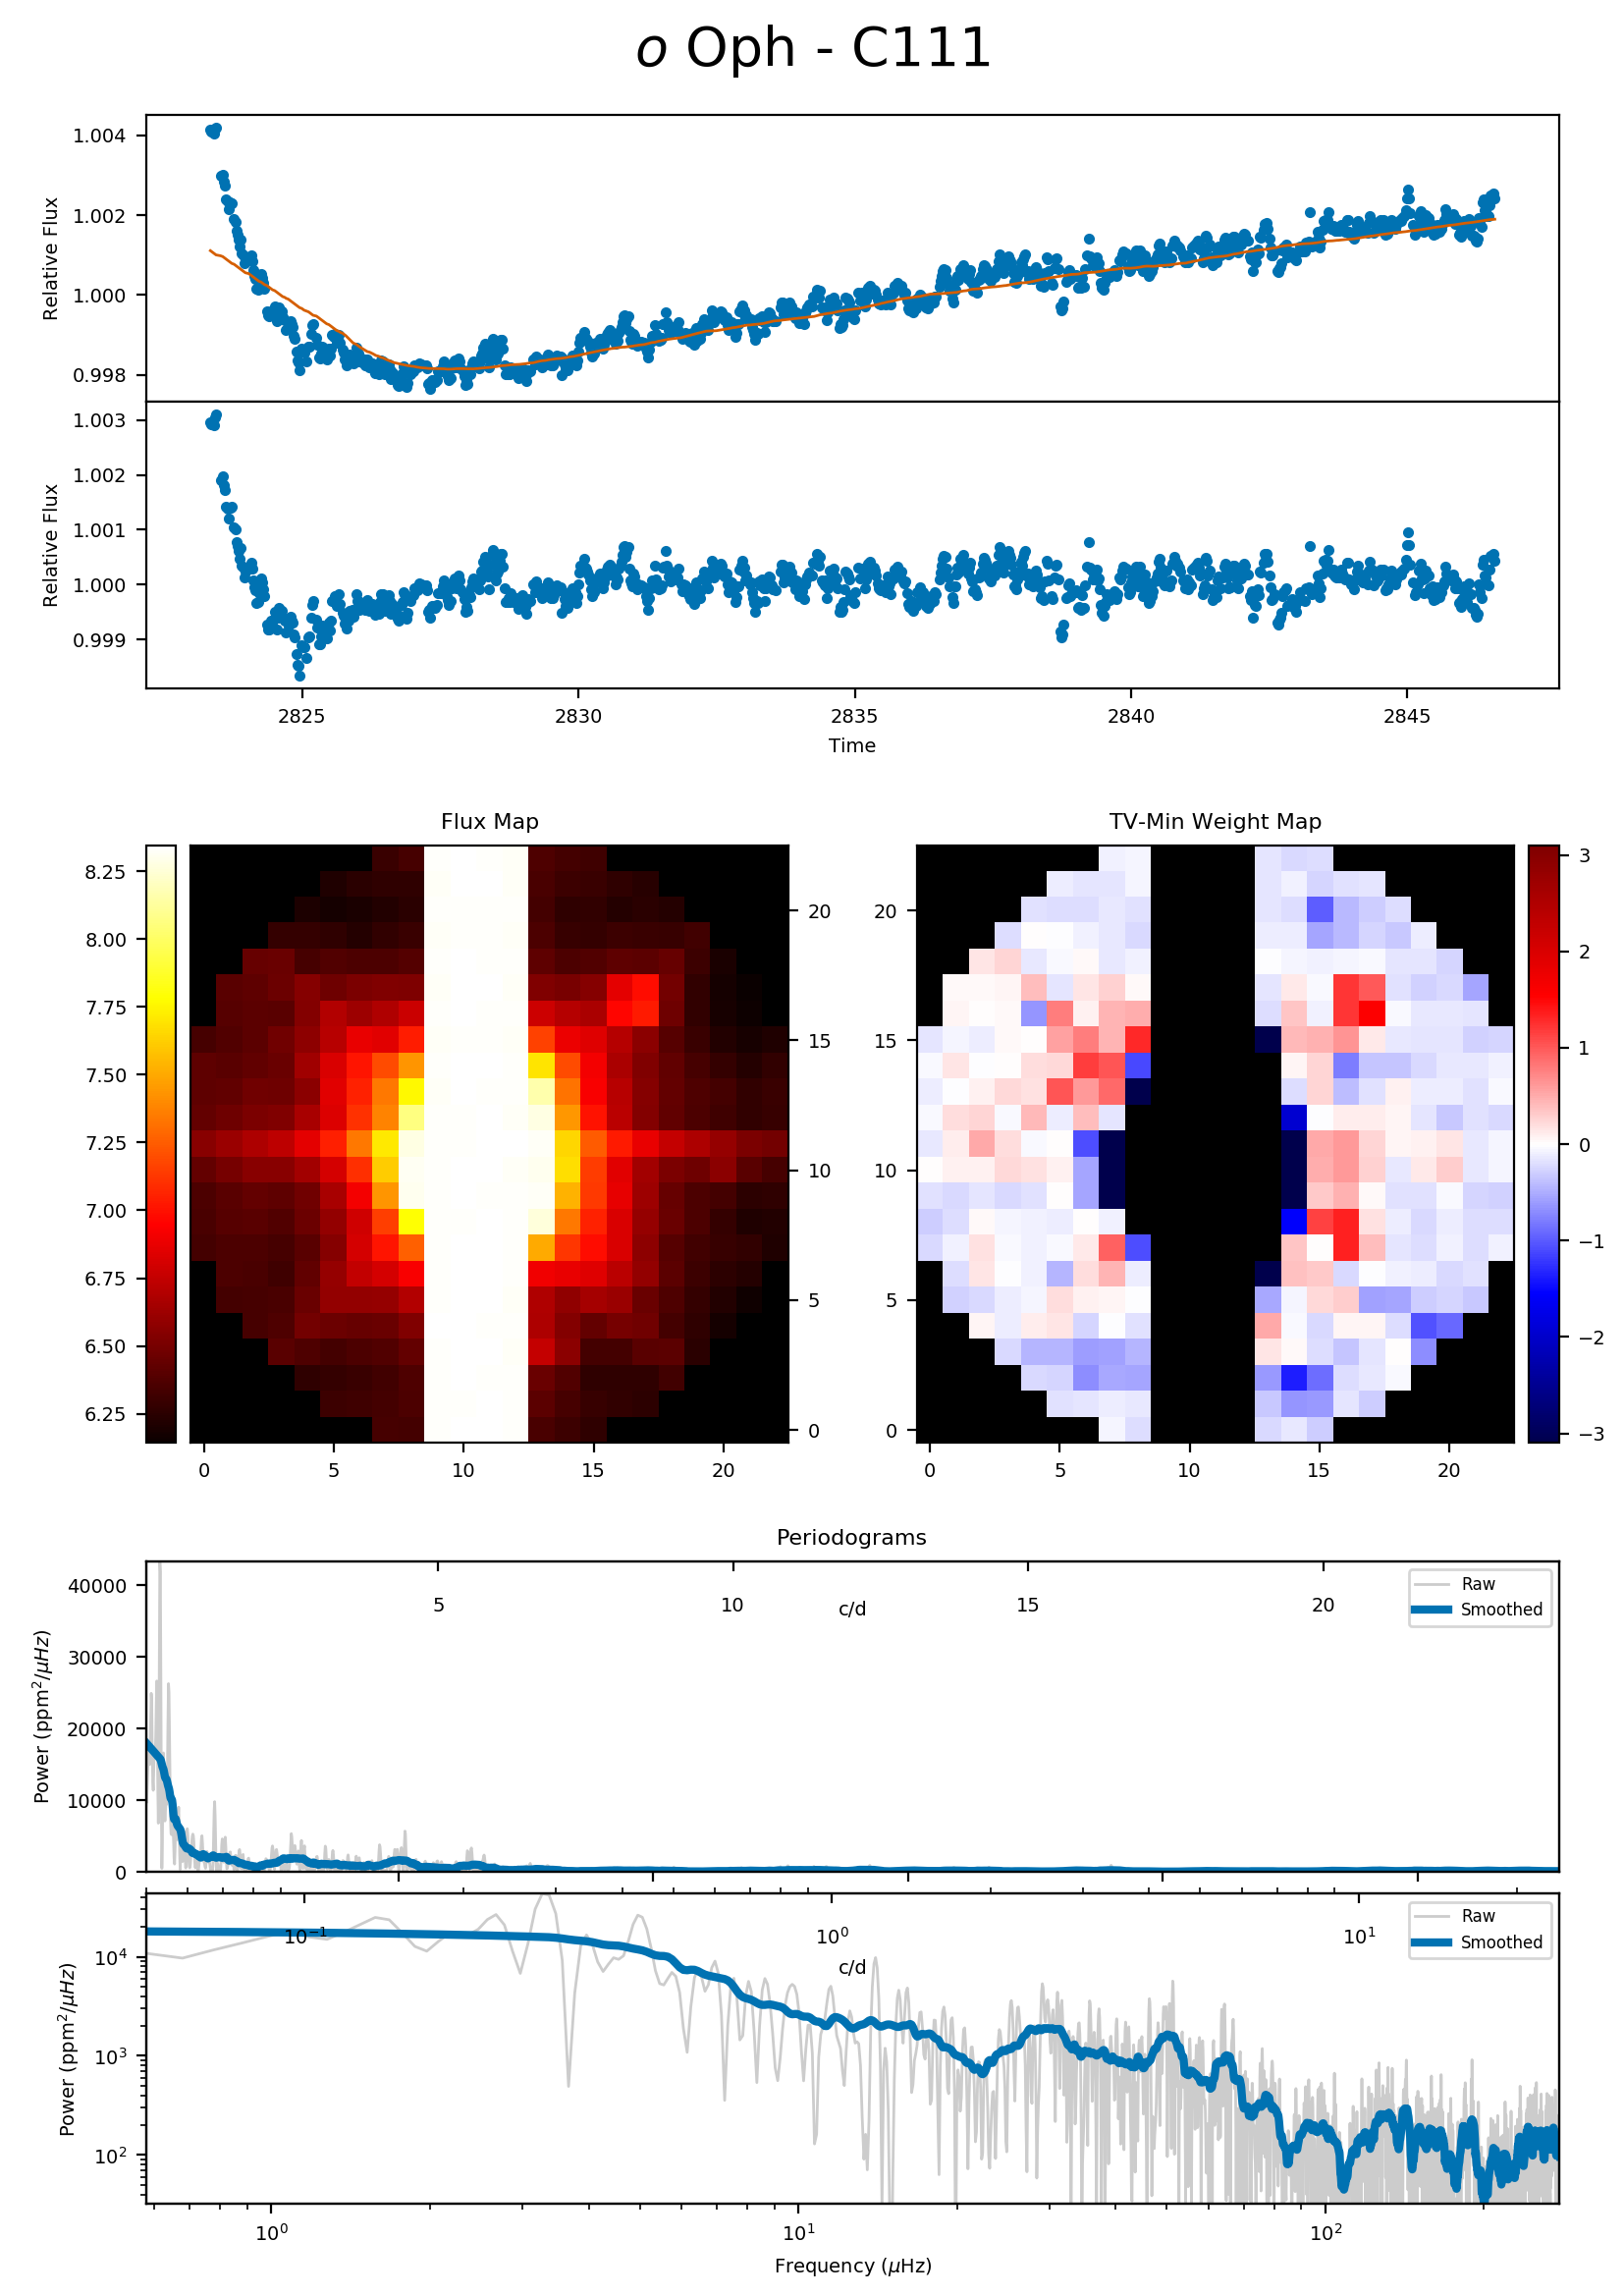 o Oph - C111
1.004
1.002
1.000
0.998
Relative Flux
1.003
1.002
1.001
1.000
0.999
Relative Flux
2825 2830 2835 2840 2845
Time
Flux Map
TV-Min Weight Map
8.25
8.00
7.75
7.50
7.25
7.00
6.75
6.50
6.25
20
15
10
5
0
0 5 10 15 20
20
15
10
5
0
0 5 10 15 20
3
2
1
0
−1
−2
−3
Periodograms
40000
30000
20000
10000
0
Power (ppm²/μHz)
5 10 15 20
c/d
Raw
Smoothed
10⁴
10³
10²
Power (ppm²/μHz)
10⁻¹ 10⁰ 10¹
c/d
Raw
Smoothed
10⁰ 10¹ 10²
Frequency (μHz)